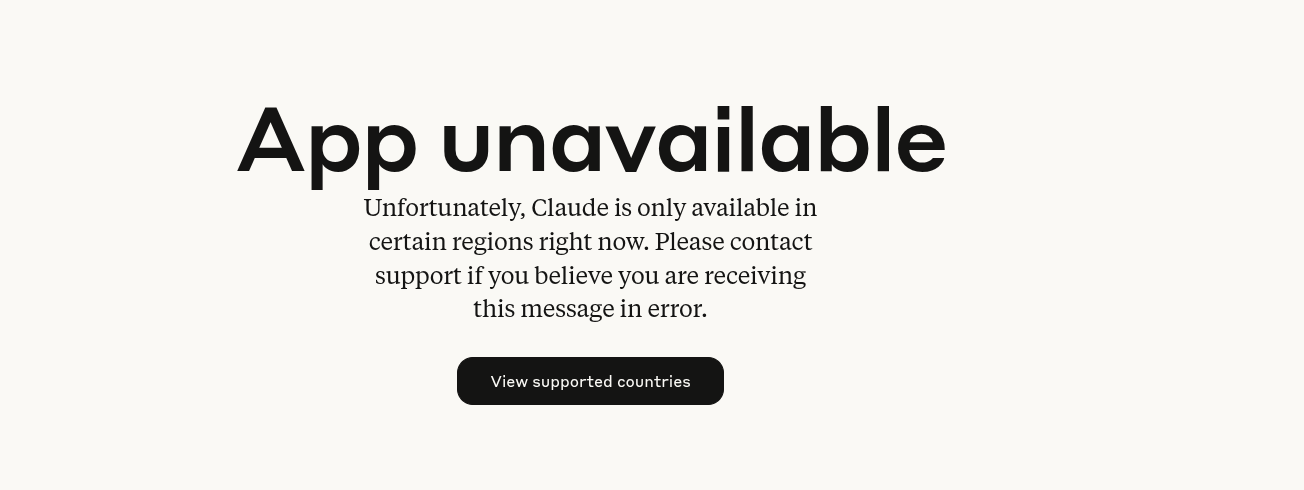 App unavailable
Unfortunately, Claude is only available in
certain regions right now. Please contact
support if you believe you are receiving
this message in error.
View supported countries